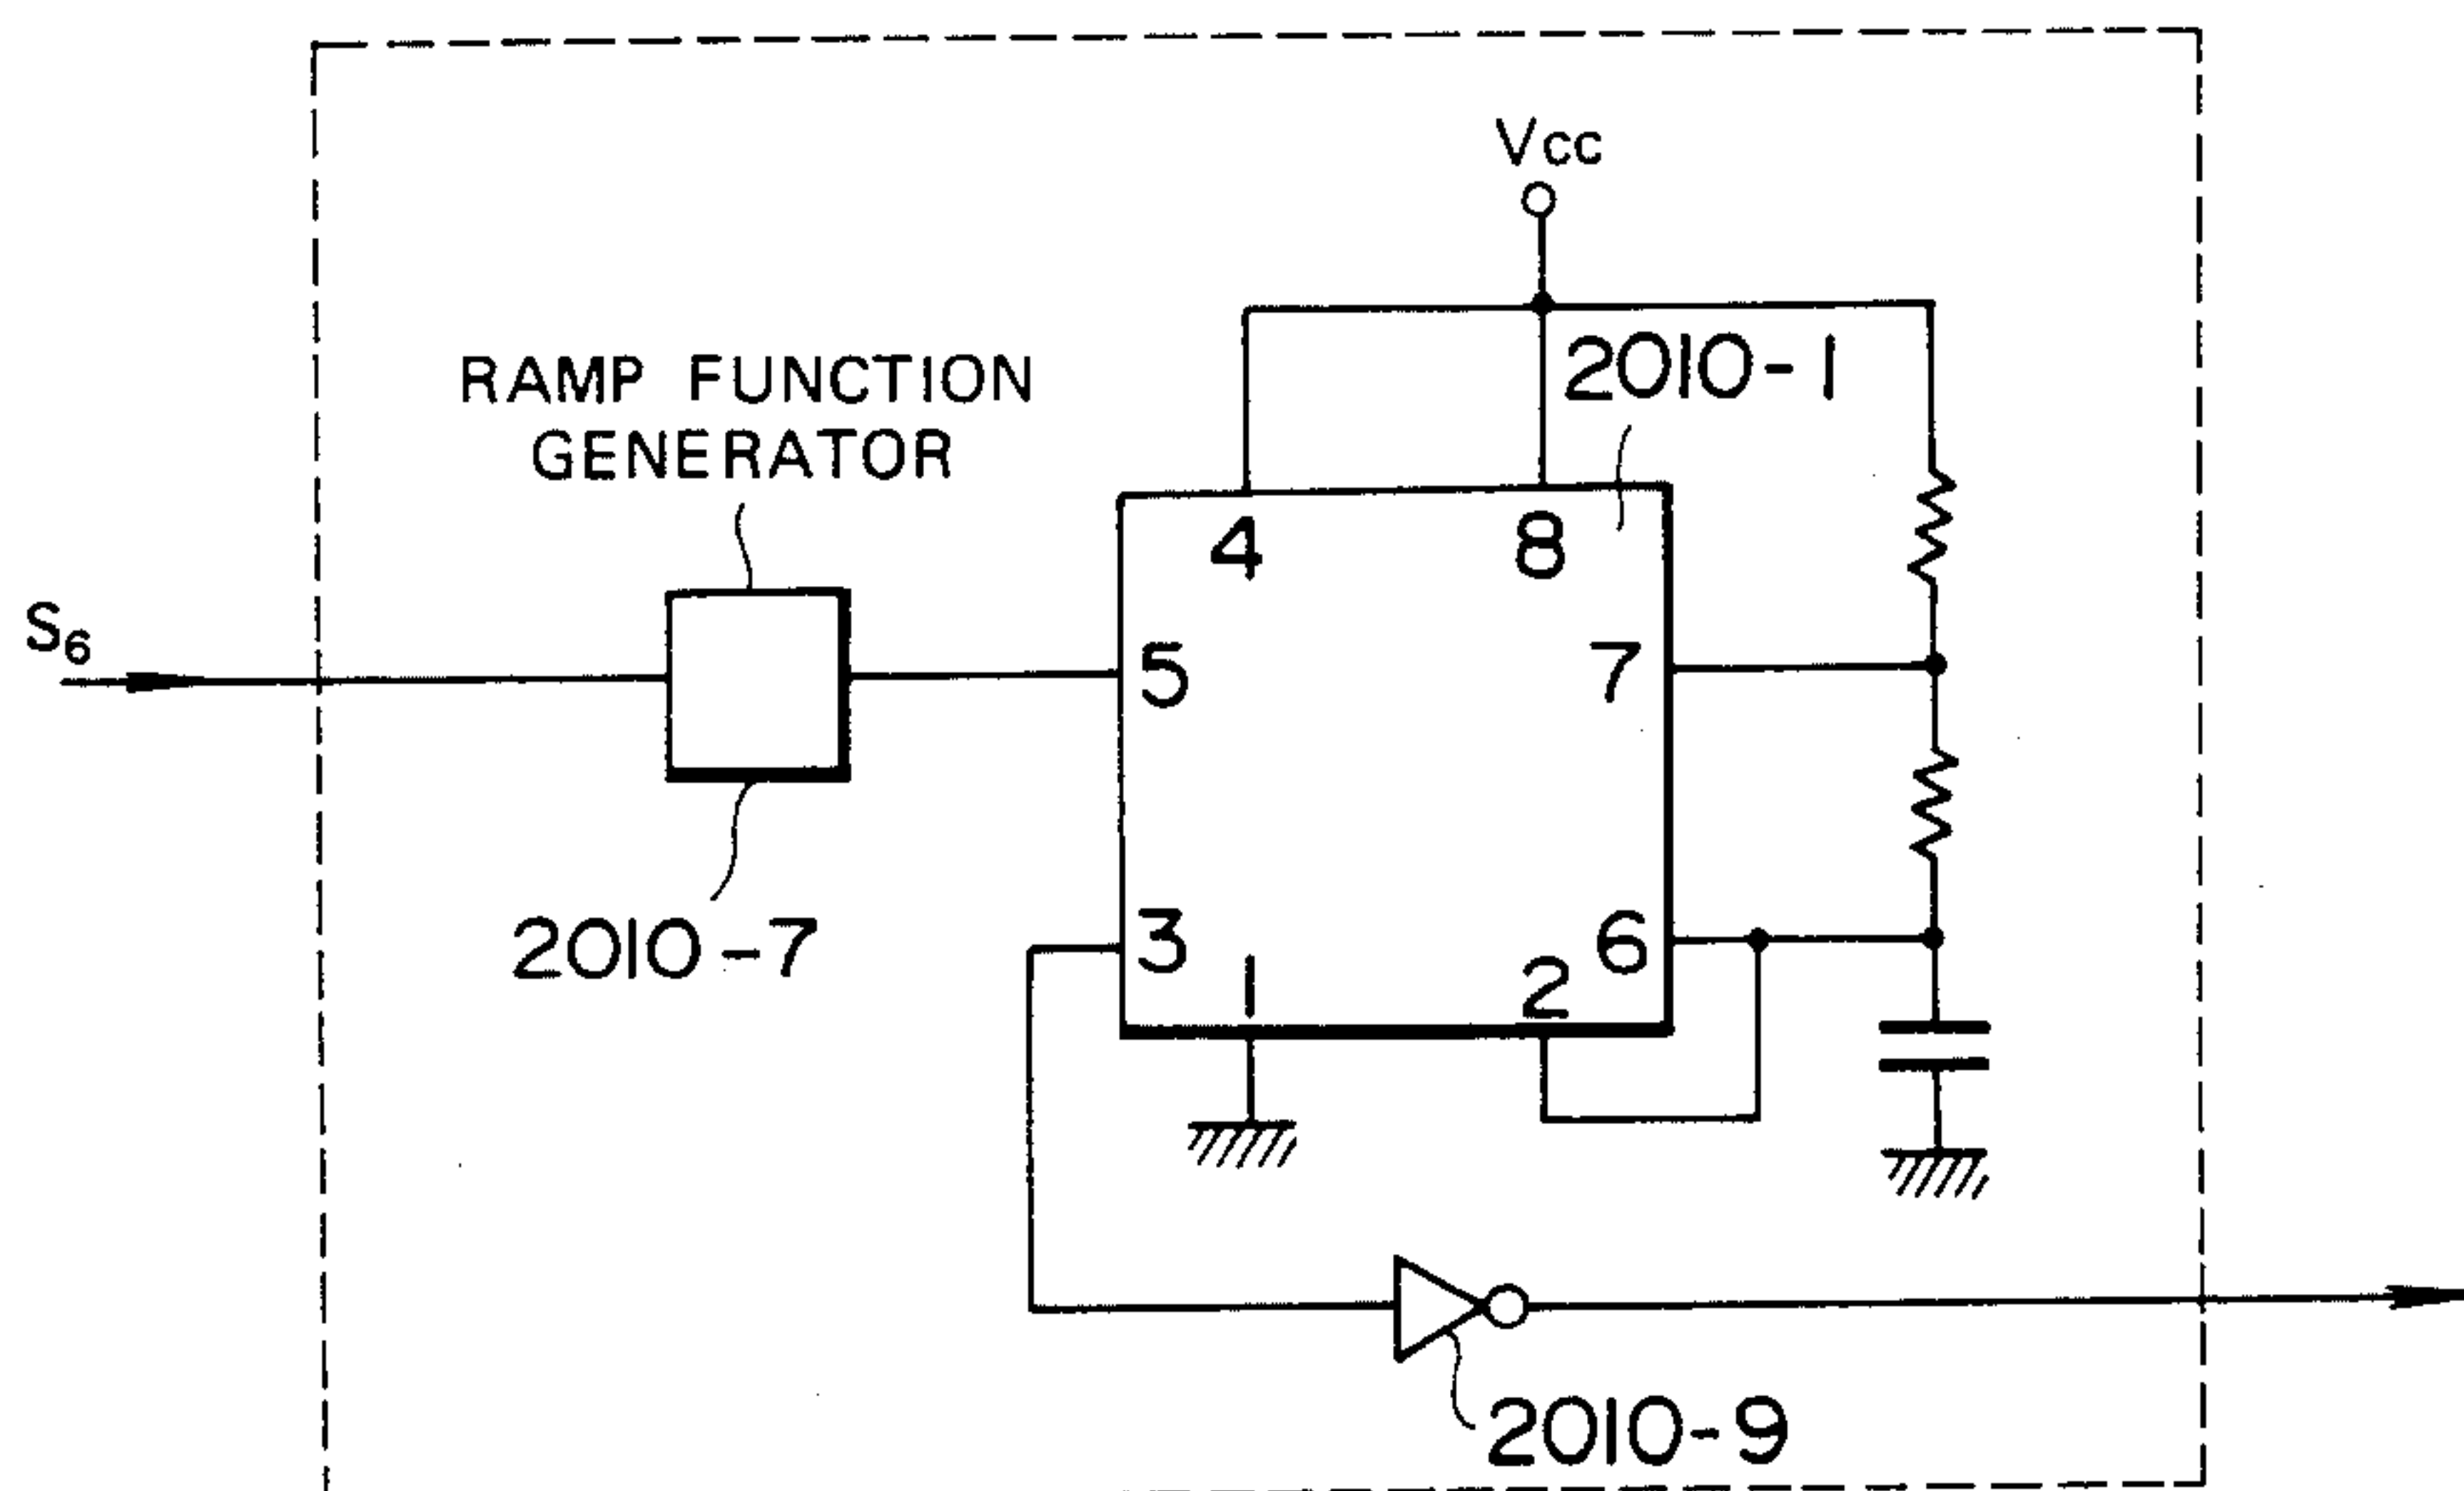 Vcc
2010-1
RAMP FUNCTION
GENERATOR
4
8
S6
5
7
2010-7
3
1
2
6
2010-9